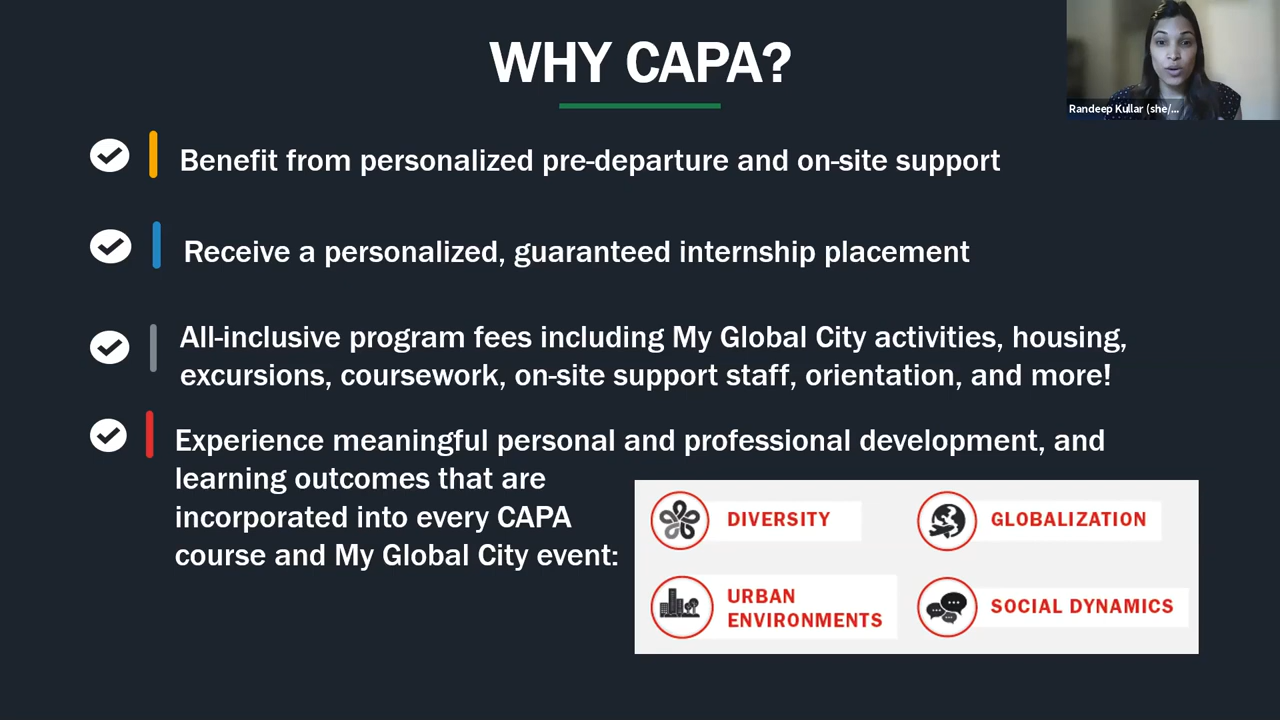 WHY CAPA?
Randeep Kullar (she/...
Benefit from personalized pre-departure and on-site support
Receive a personalized, guaranteed internship placement
All-inclusive program fees including My Global City activities, housing,
excursions, coursework, on-site support staff, orientation, and more!
Experience meaningful personal and professional development, and
learning outcomes that are
incorporated into every CAPA
course and My Global City event:
DIVERSITY
GLOBALIZATION
URBAN
ENVIRONMENTS
SOCIAL DYNAMICS